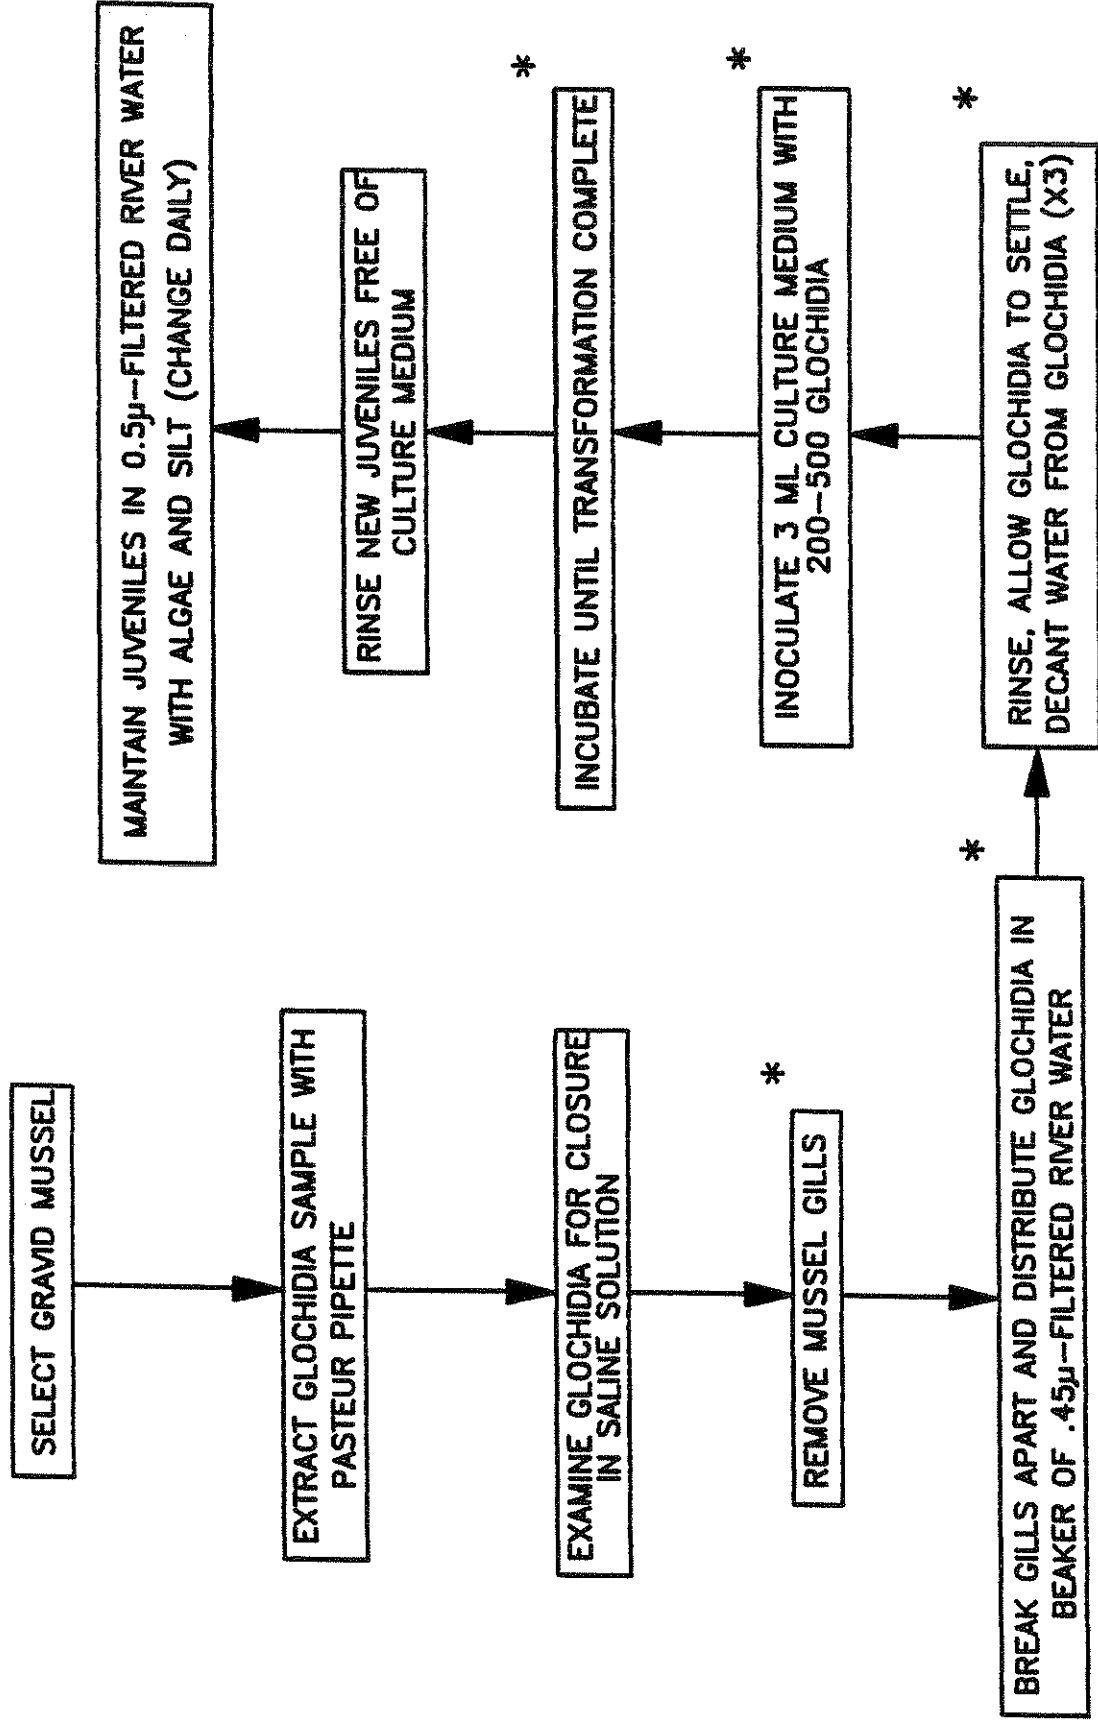 SELECT GRAVID MUSSEL
EXTRACT GLOCHIDIA SAMPLE WITH
PASTEUR PIPETTE
EXAMINE GLOCHIDIA FOR CLOSURE
IN SALINE SOLUTION
*
REMOVE MUSSEL GILLS
*
BREAK GILLS APART AND DISTRIBUTE GLOCHIDIA IN
BEAKER OF .45µ-FILTERED RIVER WATER
*
RINSE, ALLOW GLOCHIDIA TO SETTLE,
DECANT WATER FROM GLOCHIDIA (X3)
*
INOCULATE 3 ML CULTURE MEDIUM WITH
200-500 GLOCHIDIA
*
INCUBATE UNTIL TRANSFORMATION COMPLETE
RINSE NEW JUVENILES FREE OF
CULTURE MEDIUM
MAINTAIN JUVENILES IN 0.5µ-FILTERED RIVER WATER
WITH ALGAE AND SILT (CHANGE DAILY)